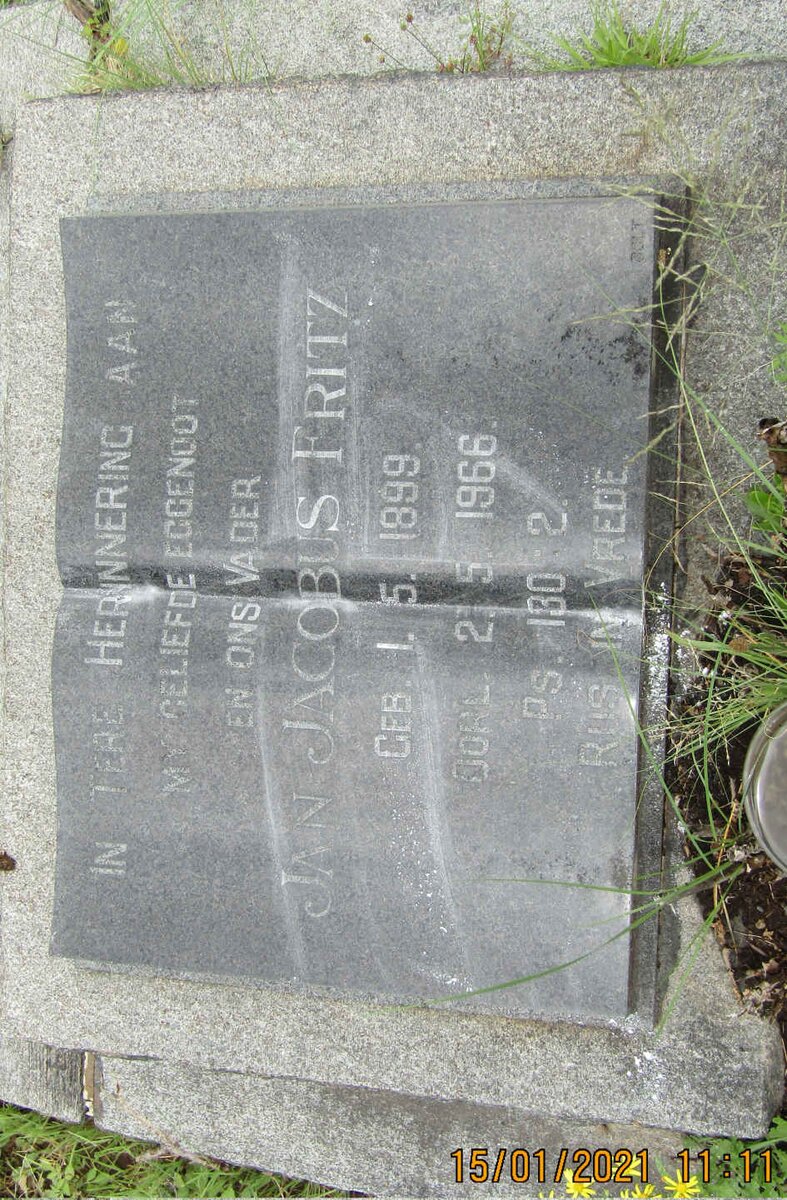 IN TERE HERINNERING AAN
MY GELIEFDE EGGENOOT
EN ONS VADER
JAN JACOBUS FRITZ
GEB. 1. 5. 1899.
OORL. 2. 5. 1966.
PS. 130:2.
RUS IN VREDE
15/01/2021 11:11